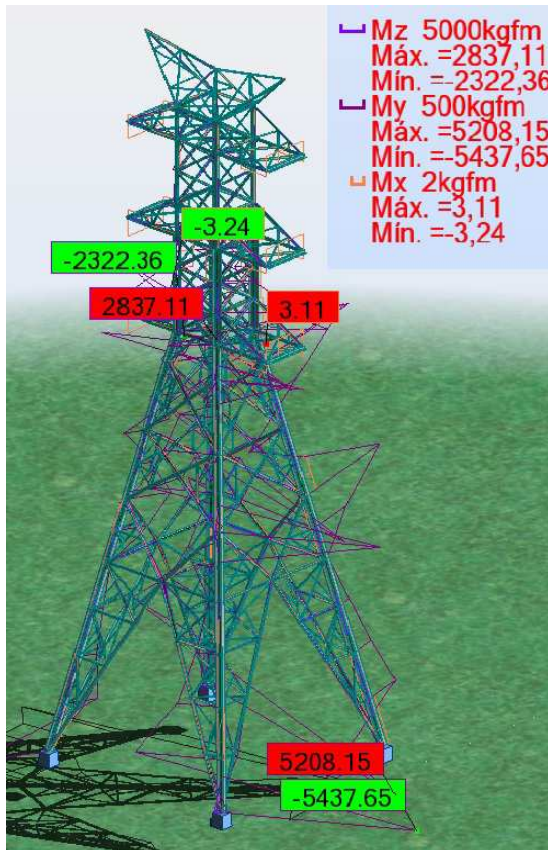 Mz 5000kgfm
Máx. =2837,11
Mín. =-2322,36
My 500kgfm
Máx. =5208,15
Mín. =-5437,65
Mx 2kgfm
Máx. =3,11
Mín. =-3,24
-3.24
-2322.36
2837.11
3.11
5208.15
-5437.65